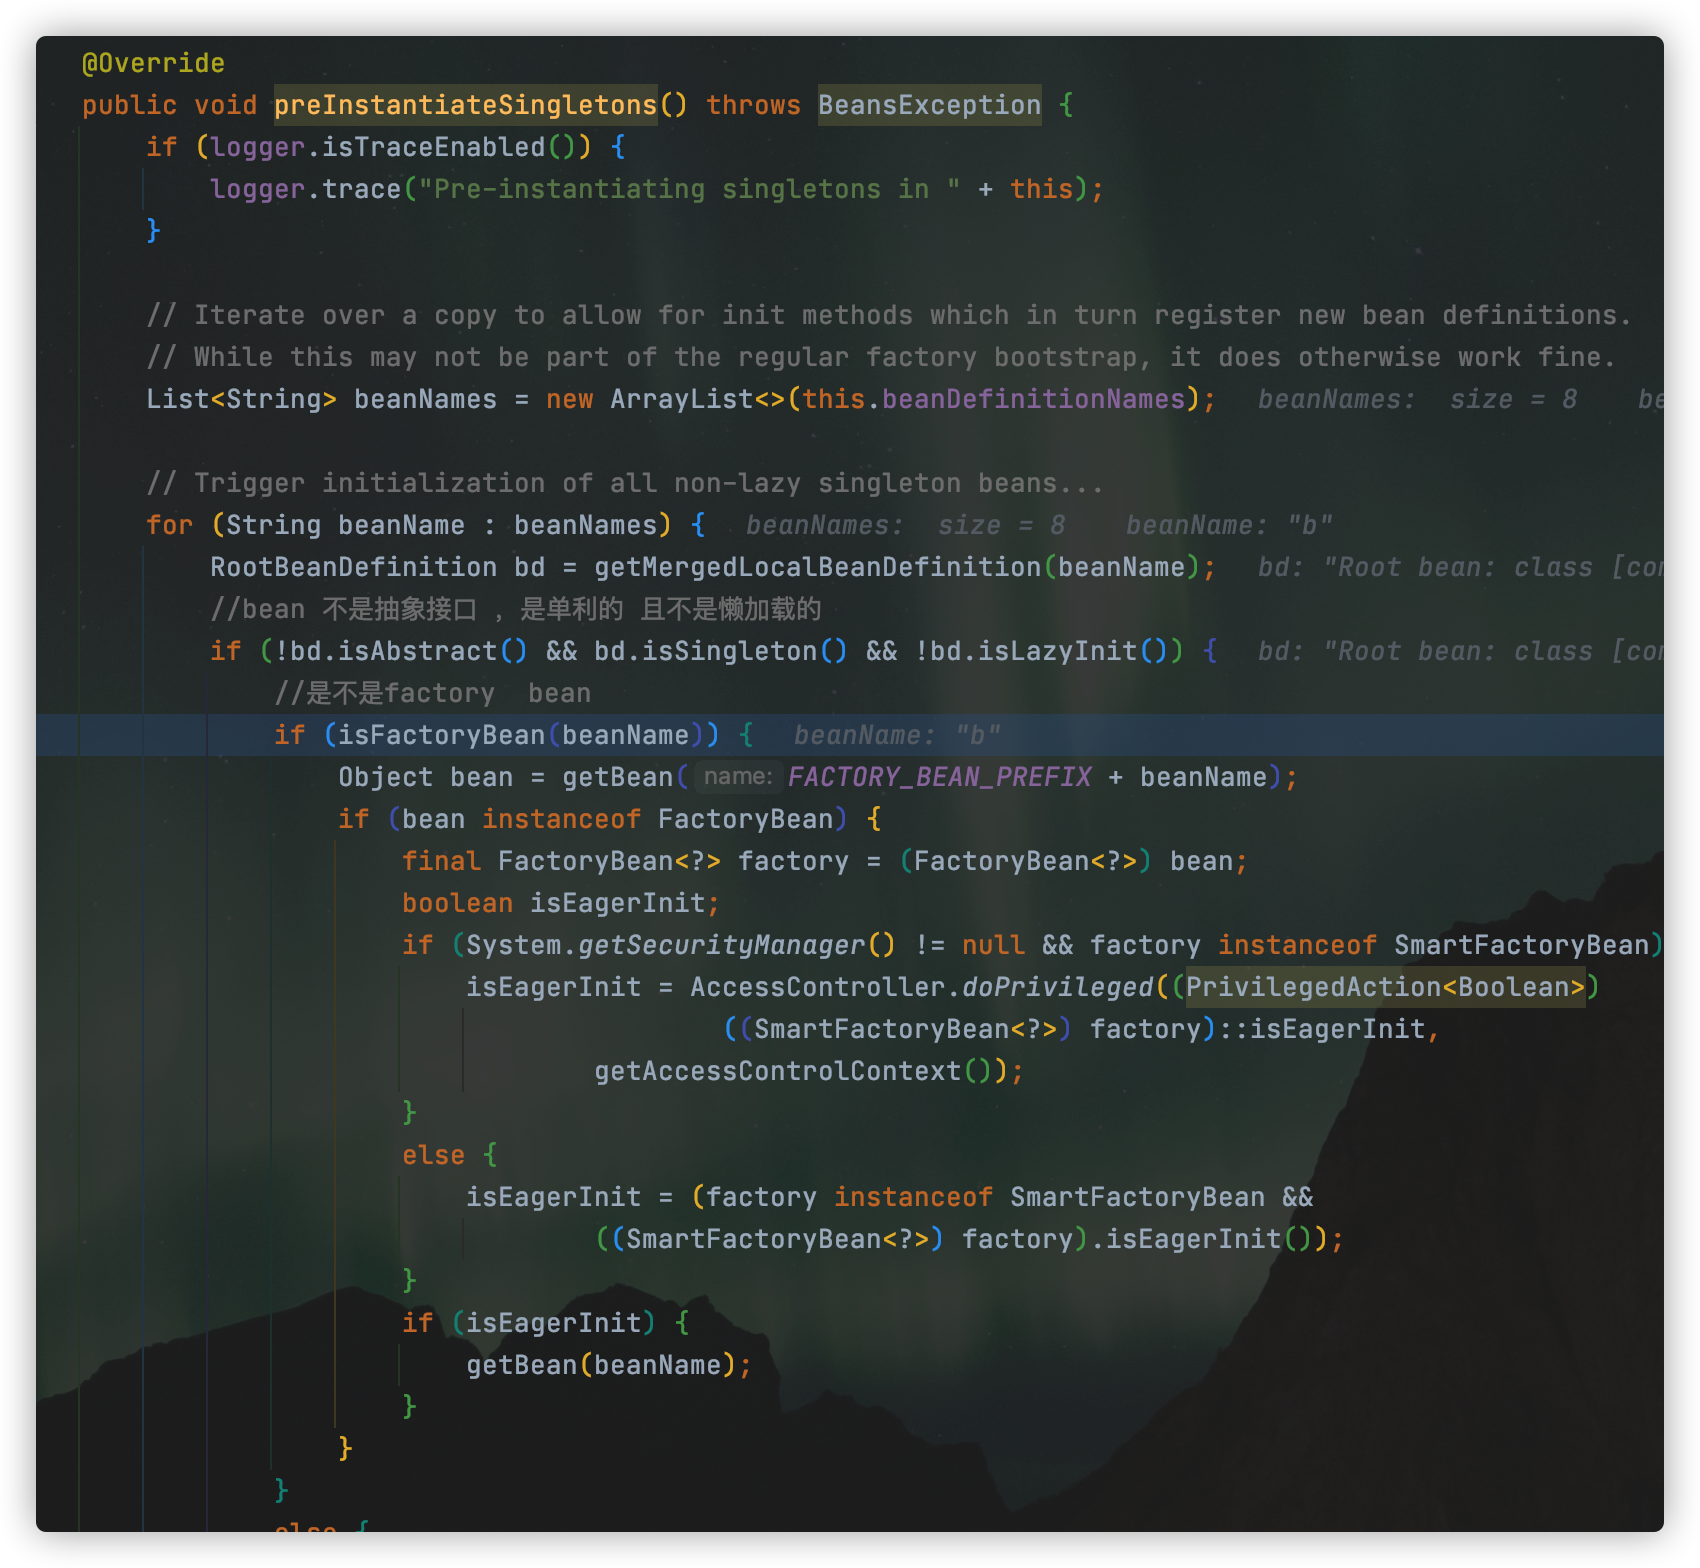 @Override
public void preInstantiateSingletons() throws BeansException {
if (logger.isTraceEnabled()) {
logger.trace("Pre-instantiating singletons in " + this);
}
// Iterate over a copy to allow for init methods which in turn register new bean definitions.
// While this may not be part of the regular factory bootstrap, it does otherwise work fine.
List<String> beanNames = new ArrayList<>(this.beanDefinitionNames); beanNames: size = 8 be
// Trigger initialization of all non-lazy singleton beans...
for (String beanName : beanNames) { beanNames: size = 8 beanName: "b"
RootBeanDefinition bd = getMergedLocalBeanDefinition(beanName); bd: "Root bean: class [com
//bean 不是抽象接口 ，是单利的 且不是懒加载的
if (!bd.isAbstract() && bd.isSingleton() && !bd.isLazyInit()) { bd: "Root bean: class [com
//是不是factory bean
if (isFactoryBean(beanName)) { beanName: "b"
Object bean = getBean( name: FACTORY_BEAN_PREFIX + beanName);
if (bean instanceof FactoryBean) {
final FactoryBean<?> factory = (FactoryBean<?>) bean;
boolean isEagerInit;
if (System.getSecurityManager() != null && factory instanceof SmartFactoryBean)
isEagerInit = AccessController.doPrivileged((PrivilegedAction<Boolean>)
((SmartFactoryBean<?>) factory)::isEagerInit,
getAccessControlContext());
}
else {
isEagerInit = (factory instanceof SmartFactoryBean &&
((SmartFactoryBean<?>) factory).isEagerInit());
}
if (isEagerInit) {
getBean(beanName);
}
}
}
else {